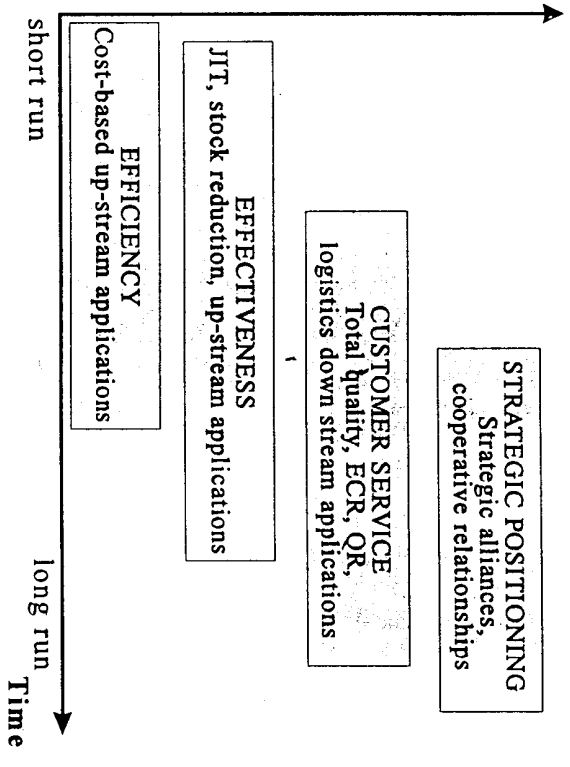 STRATEGIC POSITIONING
Strategic alliances,
cooperative relationships
CUSTOMER SERVICE
Total quality, ECR, QR,
logistics down stream applications
EFFECTIVENESS
JIT, stock reduction, up-stream applications
EFFICIENCY
Cost-based up-stream applications
short run
long run
Time